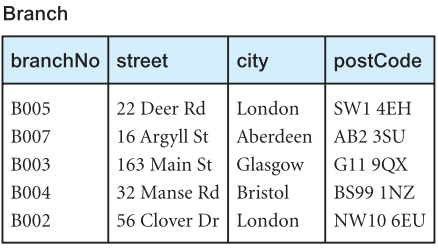 Branch
branchNo street city postCode
B005 22 Deer Rd London SW1 4EH
B007 16 Argyll St Aberdeen AB2 3SU
B003 163 Main St Glasgow G11 9QX
B004 32 Manse Rd Bristol BS99 1NZ
B002 56 Clover Dr London NW10 6EU